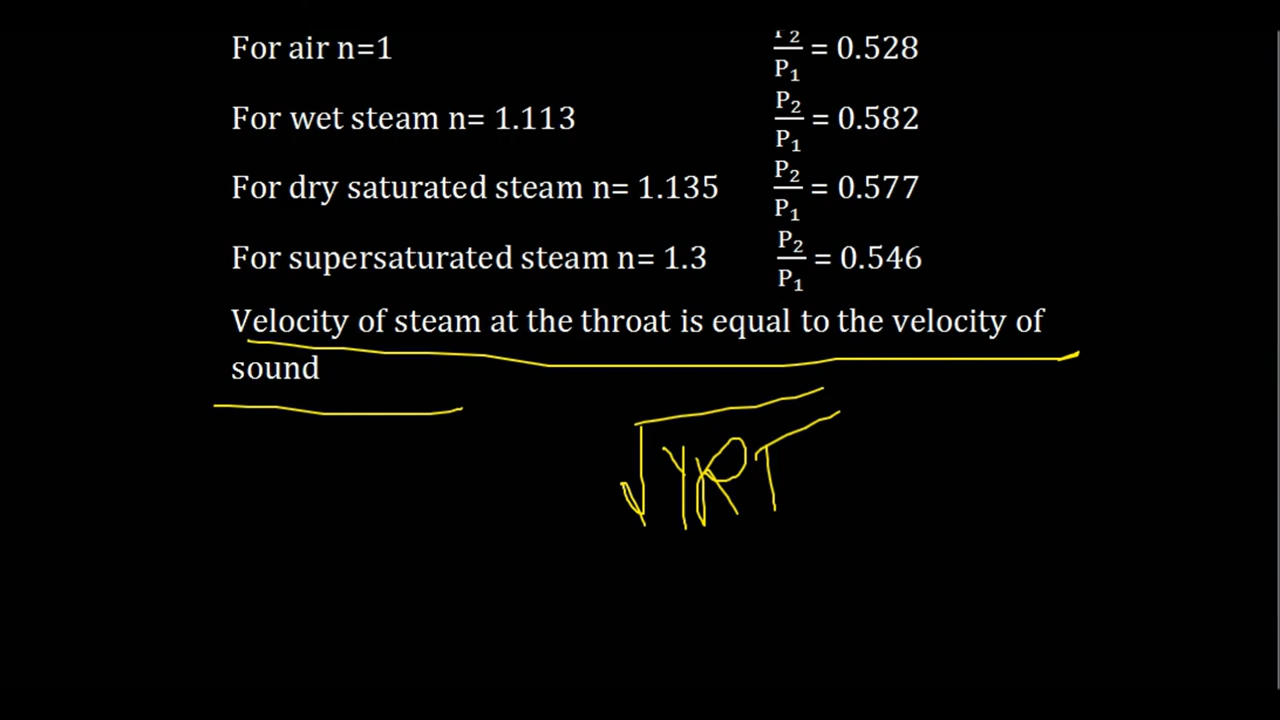 For air n=1 P₂/P₁ = 0.528
For wet steam n= 1.113 P₂/P₁ = 0.582
For dry saturated steam n= 1.135 P₂/P₁ = 0.577
For supersaturated steam n= 1.3 P₂/P₁ = 0.546
Velocity of steam at the throat is equal to the velocity of
sound
√γRT